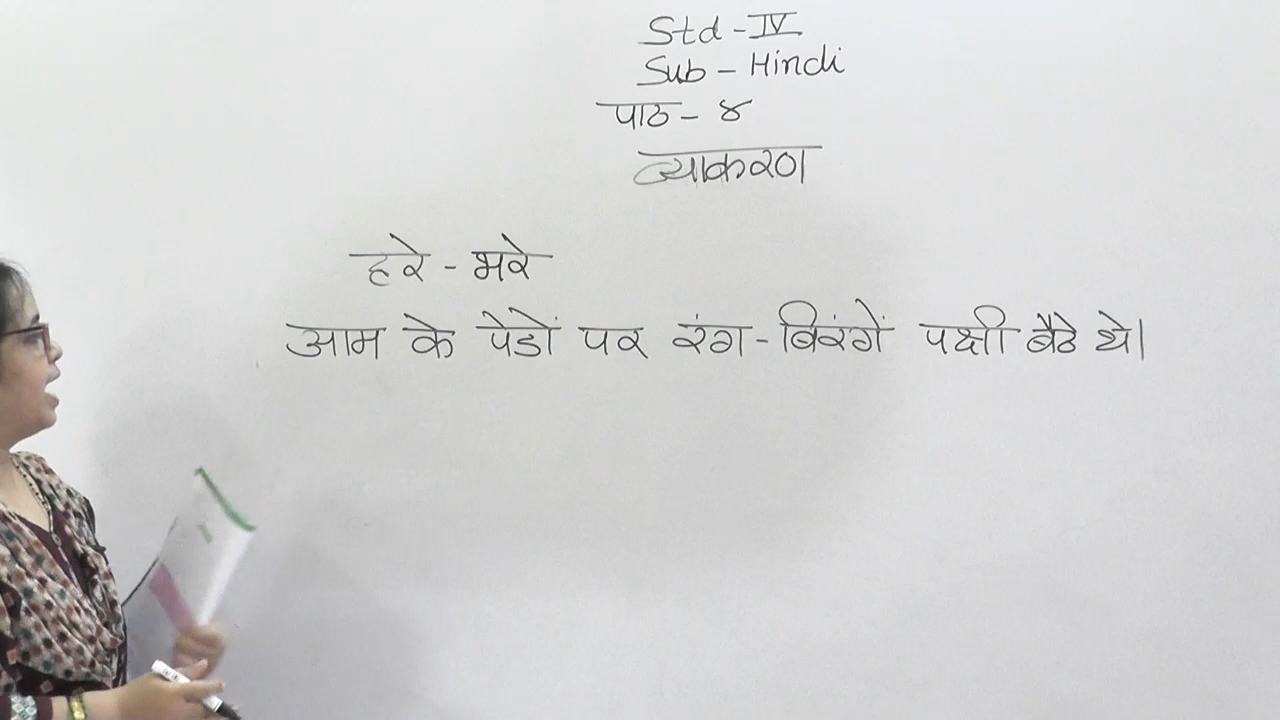 Std - IV
Sub - Hindi
पाठ - ४
व्याकरण
हरे - भरे
आम के पेडों पर रंग-बिरंगें पक्षी बैठे थे।